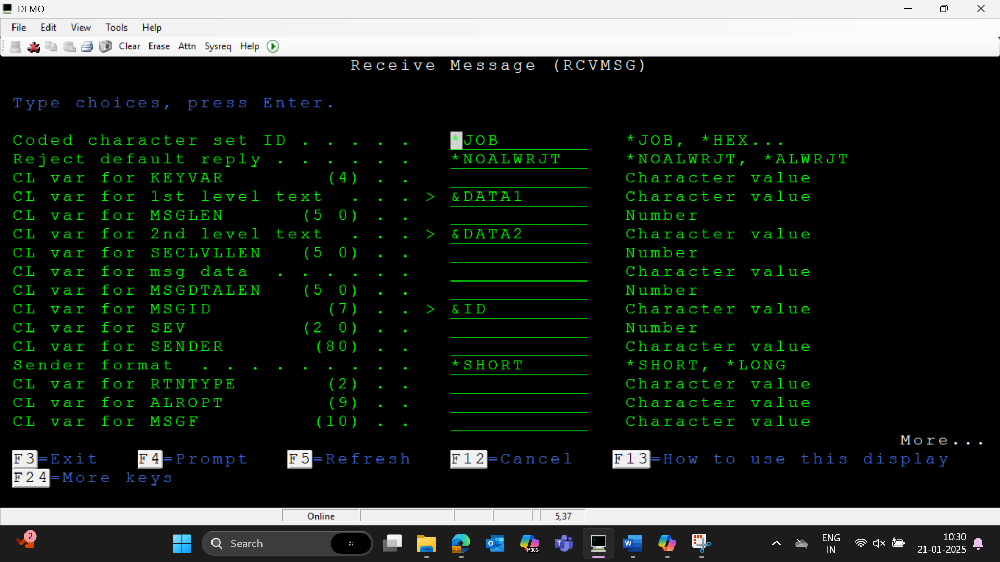 DEMO
File Edit View Tools Help
Clear Erase Attn Sysreq Help
Receive Message (RCVMSG)
Type choices, press Enter.
Coded character set ID . . . . . *JOB *JOB, *HEX...
Reject default reply . . . . . . *NOALWRJT *NOALWRJT, *ALWRJT
CL var for KEYVAR (4) . . Character value
CL var for 1st level text . . . > &DATA1 Character value
CL var for MSGLEN (5 0) . . Number
CL var for 2nd level text . . . > &DATA2 Character value
CL var for SECLVLLEN (5 0) . . Number
CL var for msg data . . . . . . Character value
CL var for MSGDTALEN (5 0) . . Number
CL var for MSGID (7) . . > &ID Character value
CL var for SEV (2 0) . . Number
CL var for SENDER (80) . . Character value
Sender format . . . . . . . . . *SHORT *SHORT, *LONG
CL var for RTNTYPE (2) . . Character value
CL var for ALROPT (9) . . Character value
CL var for MSGF (10) . . Character value
More...
F3=Exit F4=Prompt F5=Refresh F12=Cancel F13=How to use this display
F24=More keys
Online 5,37
2 Search M365 ENG IN 10:30 21-01-2025